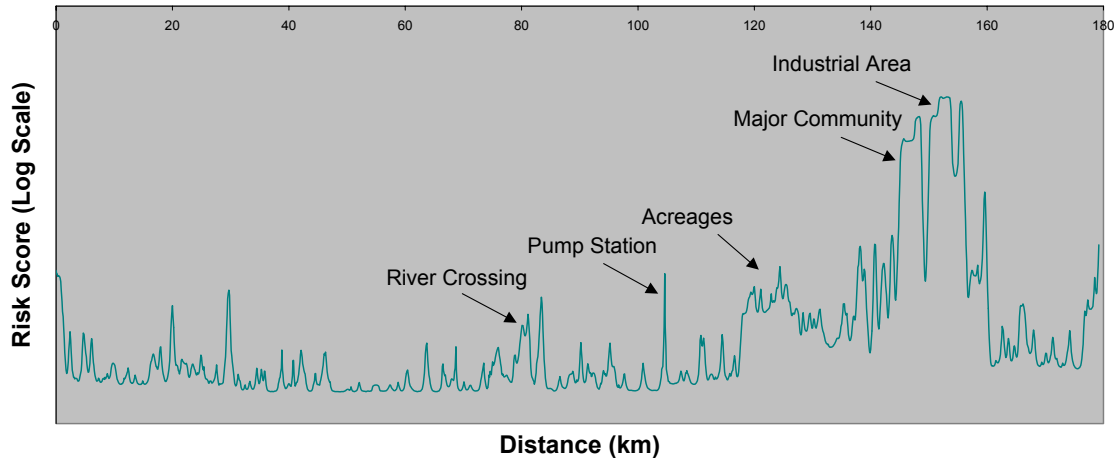 0 20 40 60 80 100 120 140 160 180
Industrial Area
Major Community
Acreages
Pump Station
River Crossing
Risk Score (Log Scale)
Distance (km)